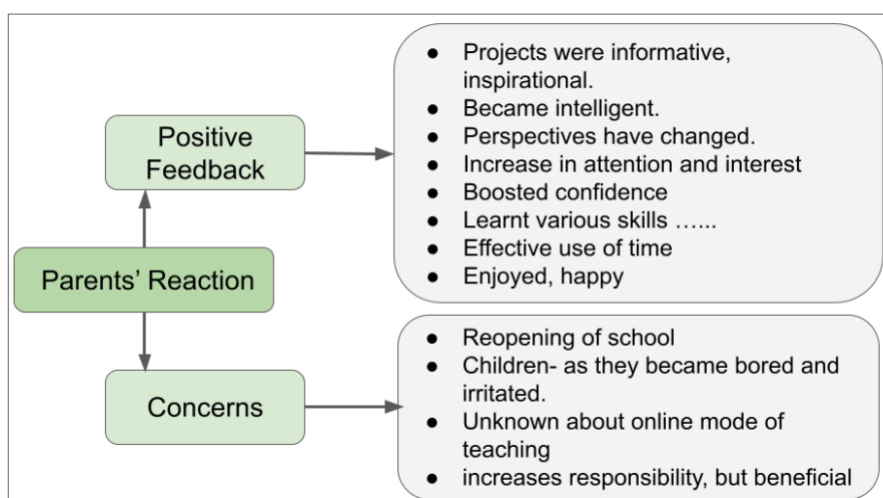 Positive
Feedback
● Projects were informative,
inspirational.
● Became intelligent.
● Perspectives have changed.
● Increase in attention and interest
● Boosted confidence
● Learnt various skills …...
● Effective use of time
● Enjoyed, happy
Parents’ Reaction
Concerns
● Reopening of school
● Children- as they became bored and
irritated.
● Unknown about online mode of
teaching
● increases responsibility, but beneficial